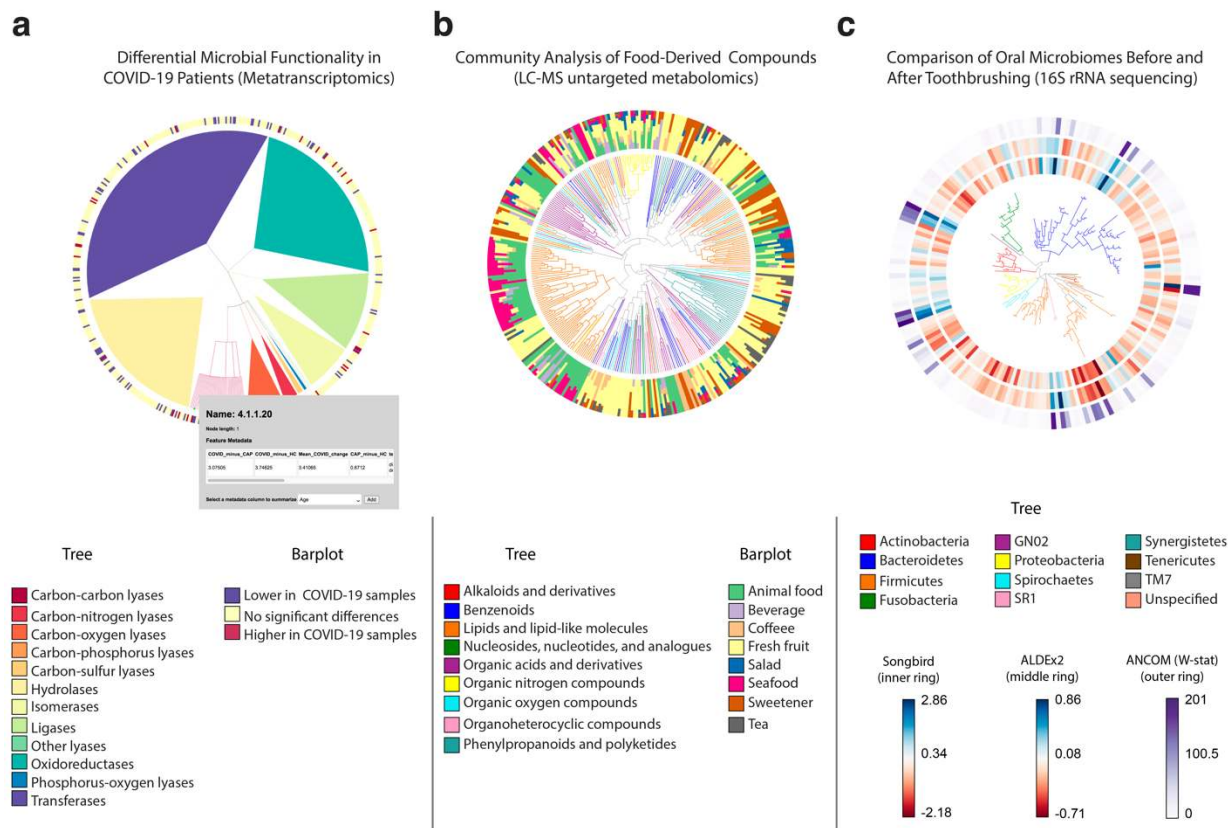 a
Differential Microbial Functionality in
COVID-19 Patients (Metatranscriptomics)
Name: 4.1.1.20
Node length: 1
Feature Metadata
COVID_minus_CAP COVID_minus_HC Mean_COVID_change CAP_minus_HC
3.07505 3.74625 3.41065 0.6712
Select a metadata column to summarize Age Add
Tree
Carbon-carbon lyases
Carbon-nitrogen lyases
Carbon-oxygen lyases
Carbon-phosphorus lyases
Carbon-sulfur lyases
Hydrolases
Isomerases
Ligases
Other lyases
Oxidoreductases
Phosphorus-oxygen lyases
Transferases
Barplot
Lower in COVID-19 samples
No significant differences
Higher in COVID-19 samples
b
Community Analysis of Food-Derived Compounds
(LC-MS untargeted metabolomics)
Tree
Alkaloids and derivatives
Benzenoids
Lipids and lipid-like molecules
Nucleosides, nucleotides, and analogues
Organic acids and derivatives
Organic nitrogen compounds
Organic oxygen compounds
Organoheterocyclic compounds
Phenylpropanoids and polyketides
Barplot
Animal food
Beverage
Coffeee
Fresh fruit
Salad
Seafood
Sweetener
Tea
c
Comparison of Oral Microbiomes Before and
After Toothbrushing (16S rRNA sequencing)
Tree
Actinobacteria
Bacteroidetes
Firmicutes
Fusobacteria
GN02
Proteobacteria
Spirochaetes
SR1
Synergistetes
Tenericutes
TM7
Unspecified
Songbird
(inner ring)
2.86
0.34
-2.18
ALDEx2
(middle ring)
0.86
0.08
-0.71
ANCOM (W-stat)
(outer ring)
201
100.5
0